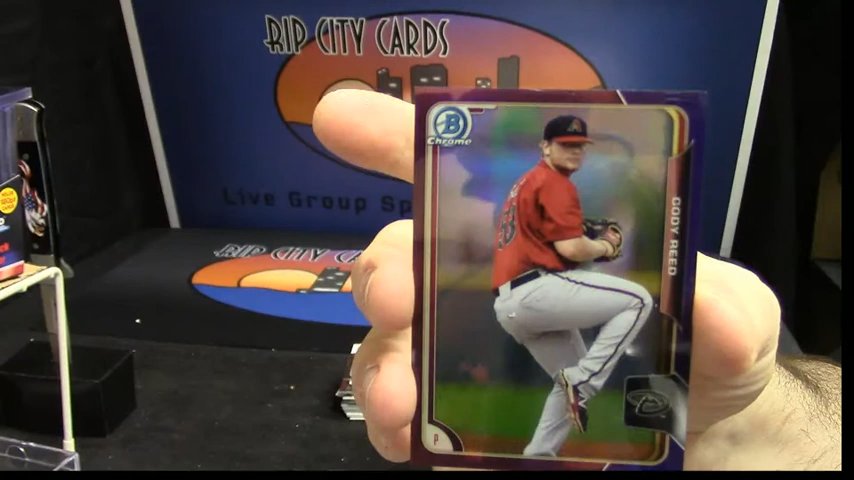 RIP CITY CARDS
Live Group Sp
RIP CITY CA
B
Chrome
CODY REED
P